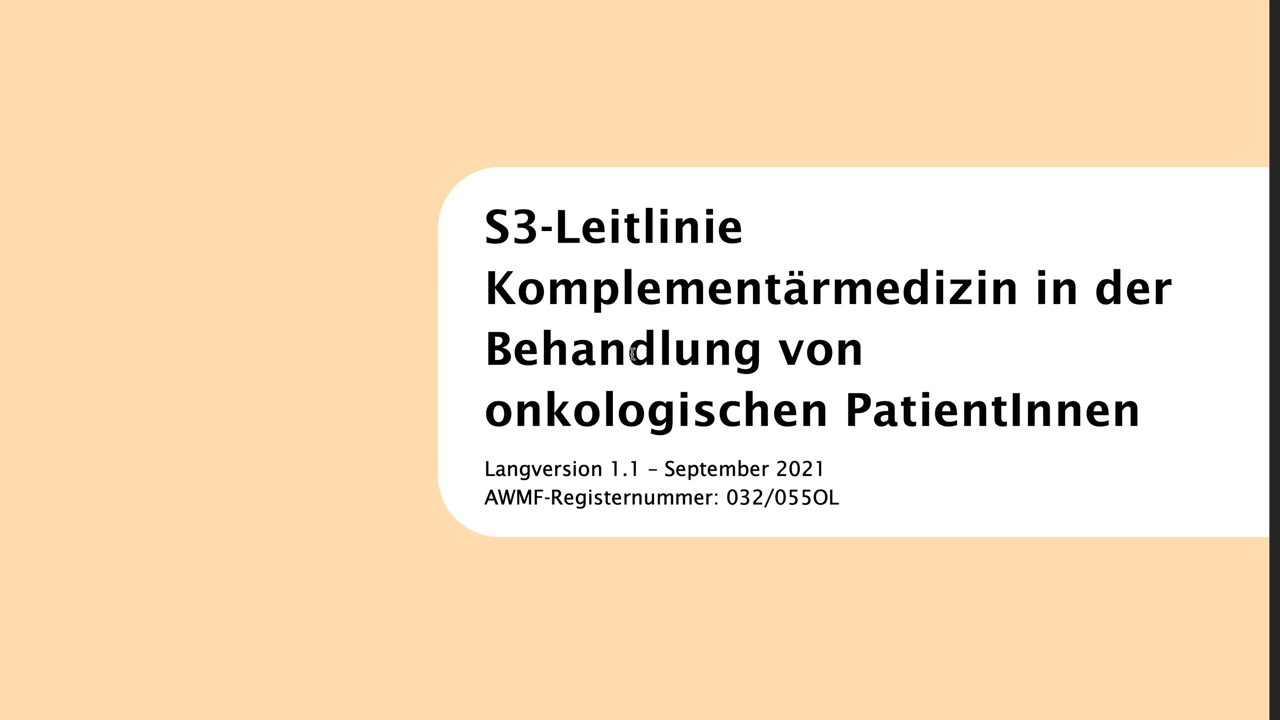 S3-Leitlinie
Komplementärmedizin in der
Behandlung von
onkologischen PatientInnen
Langversion 1.1 – September 2021
AWMF-Registernummer: 032/055OL